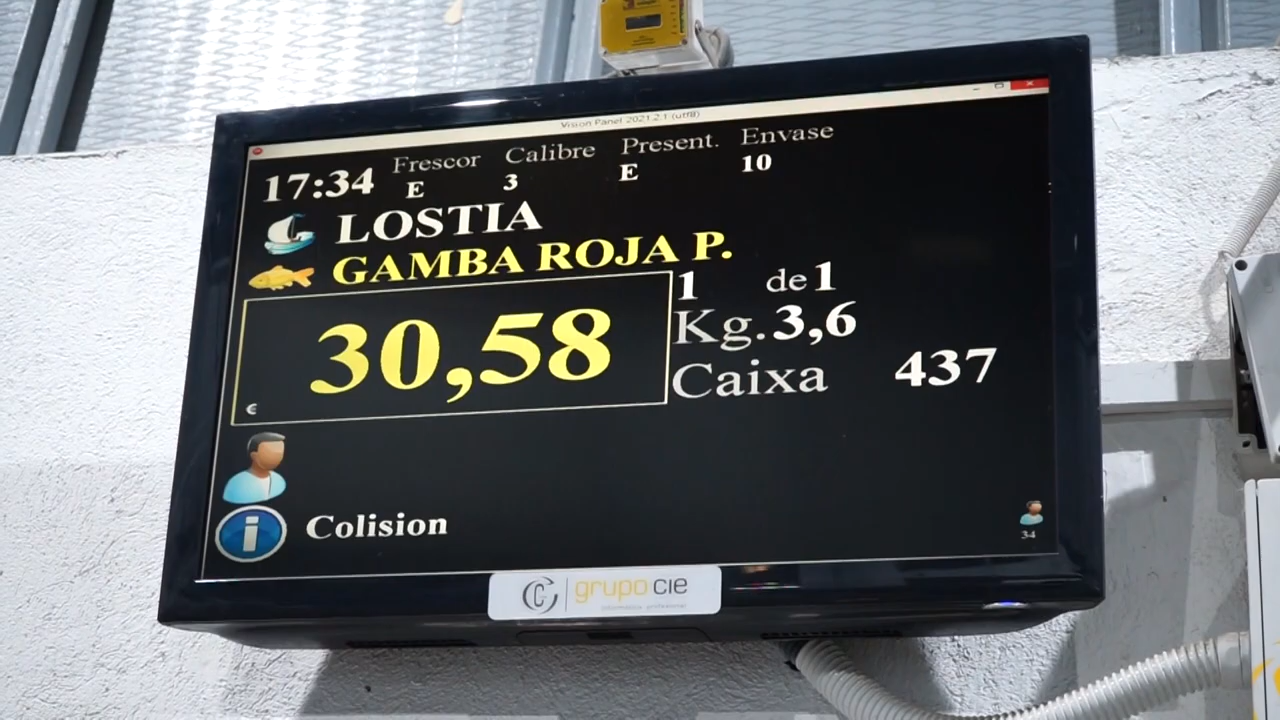 Vision Panel 2021.2.1 (utf8)
17:34 Frescor Calibre Present. Envase
E 3 E 10
LOSTIA
GAMBA ROJA P.
1 de 1
30,58 Kg. 3,6
€ Caixa 437
Colision
34
grupo cie